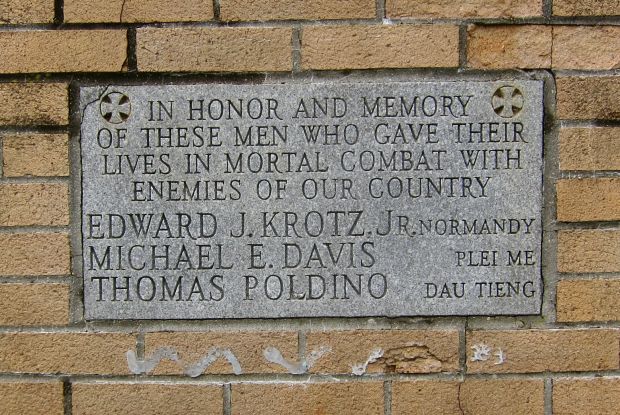 IN HONOR AND MEMORY
OF THESE MEN WHO GAVE THEIR
LIVES IN MORTAL COMBAT WITH
ENEMIES OF OUR COUNTRY
EDWARD J. KROTZ, JR. NORMANDY
MICHAEL E. DAVIS PLEI ME
THOMAS POLDINO DAU TIENG